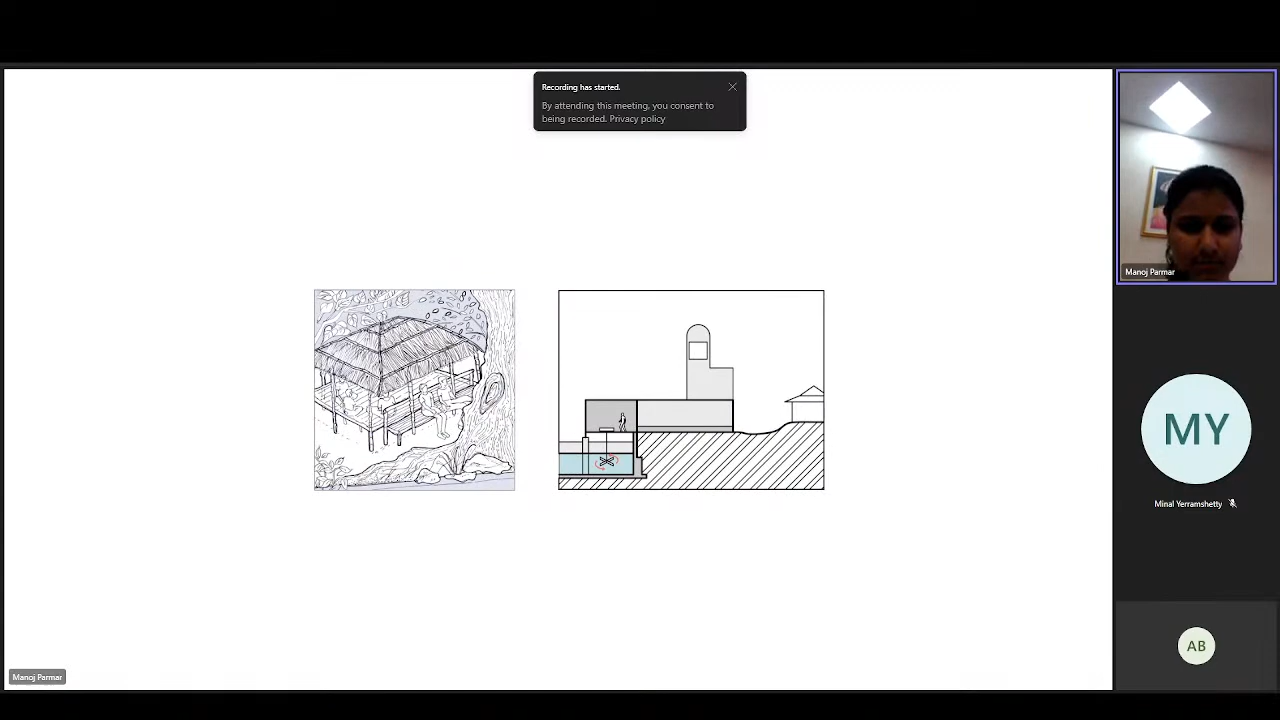 Recording has started.
By attending this meeting, you consent to
being recorded. Privacy policy
Manoj Parmar
MY
Minal Yerramshetty
AB
Manoj Parmar